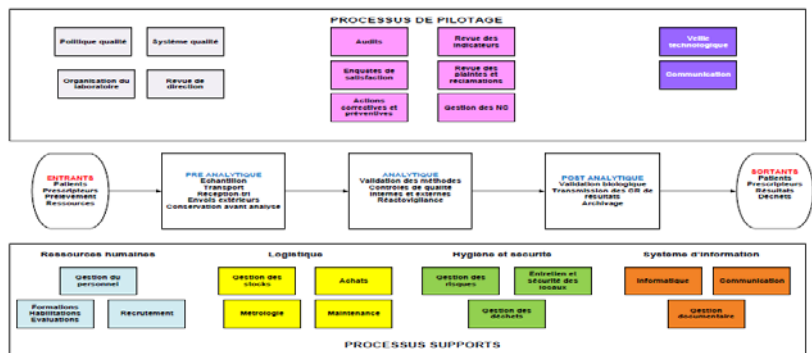 PROCESSUS DE PILOTAGE
Politique qualité
Système qualité
Organisation du
laboratoire
Revue de
direction
Audits
Revue des
indicateurs
Enquêtes de
satisfaction
Revue des
plaintes et
réclamations
Actions
correctives et
préventives
Gestion des NC
Veille
technologique
Communication
ENTRANTS
Patients
Prescripteurs
Prélèvement
Ressources
PRE ANALYTIQUE
Echantillon
Transport
Réception-tri
Envois extérieurs
Conservation avant analyse
ANALYTIQUE
Validation des méthodes
Contrôles de qualité
internes et externes
Réactovigilance
POST ANALYTIQUE
Validation biologique
Transmission des CR de
résultats
Archivage
SORTANTS
Patients
Prescripteurs
Résultats
Déchets
Ressources humaines
Gestion du
personnel
Formations
Habilitations
Evaluations
Recrutement
Logistique
Gestion des
stocks
Achats
Métrologie
Maintenance
Hygiène et sécurité
Gestion des
risques
Entretien et
sécurité des
locaux
Gestion des
déchets
Système d'information
Informatique
Communication
Gestion
documentaire
PROCESSUS SUPPORTS